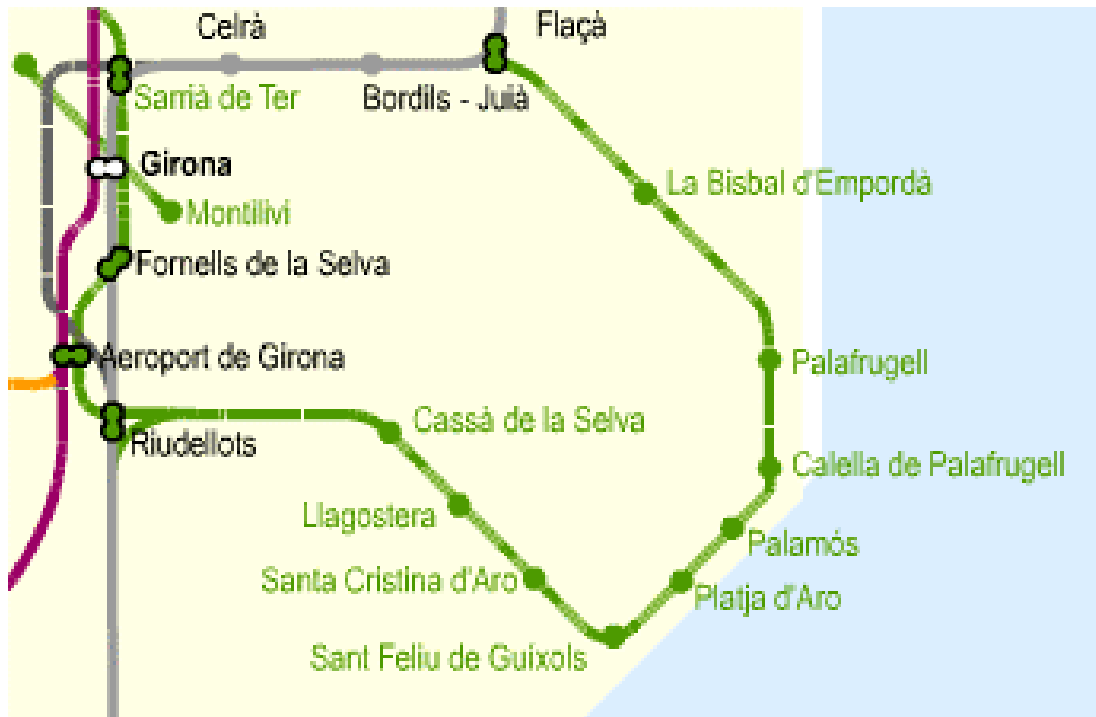 Celrà
Flaçà
Sarrià de Ter
Bordils - Juià
Girona
La Bisbal d'Empordà
Montilivi
Fornells de la Selva
Aeroport de Girona
Palafrugell
Cassà de la Selva
Riudellots
Calella de Palafrugell
Llagostera
Palamós
Santa Cristina d'Aro
Platja d'Aro
Sant Feliu de Guíxols